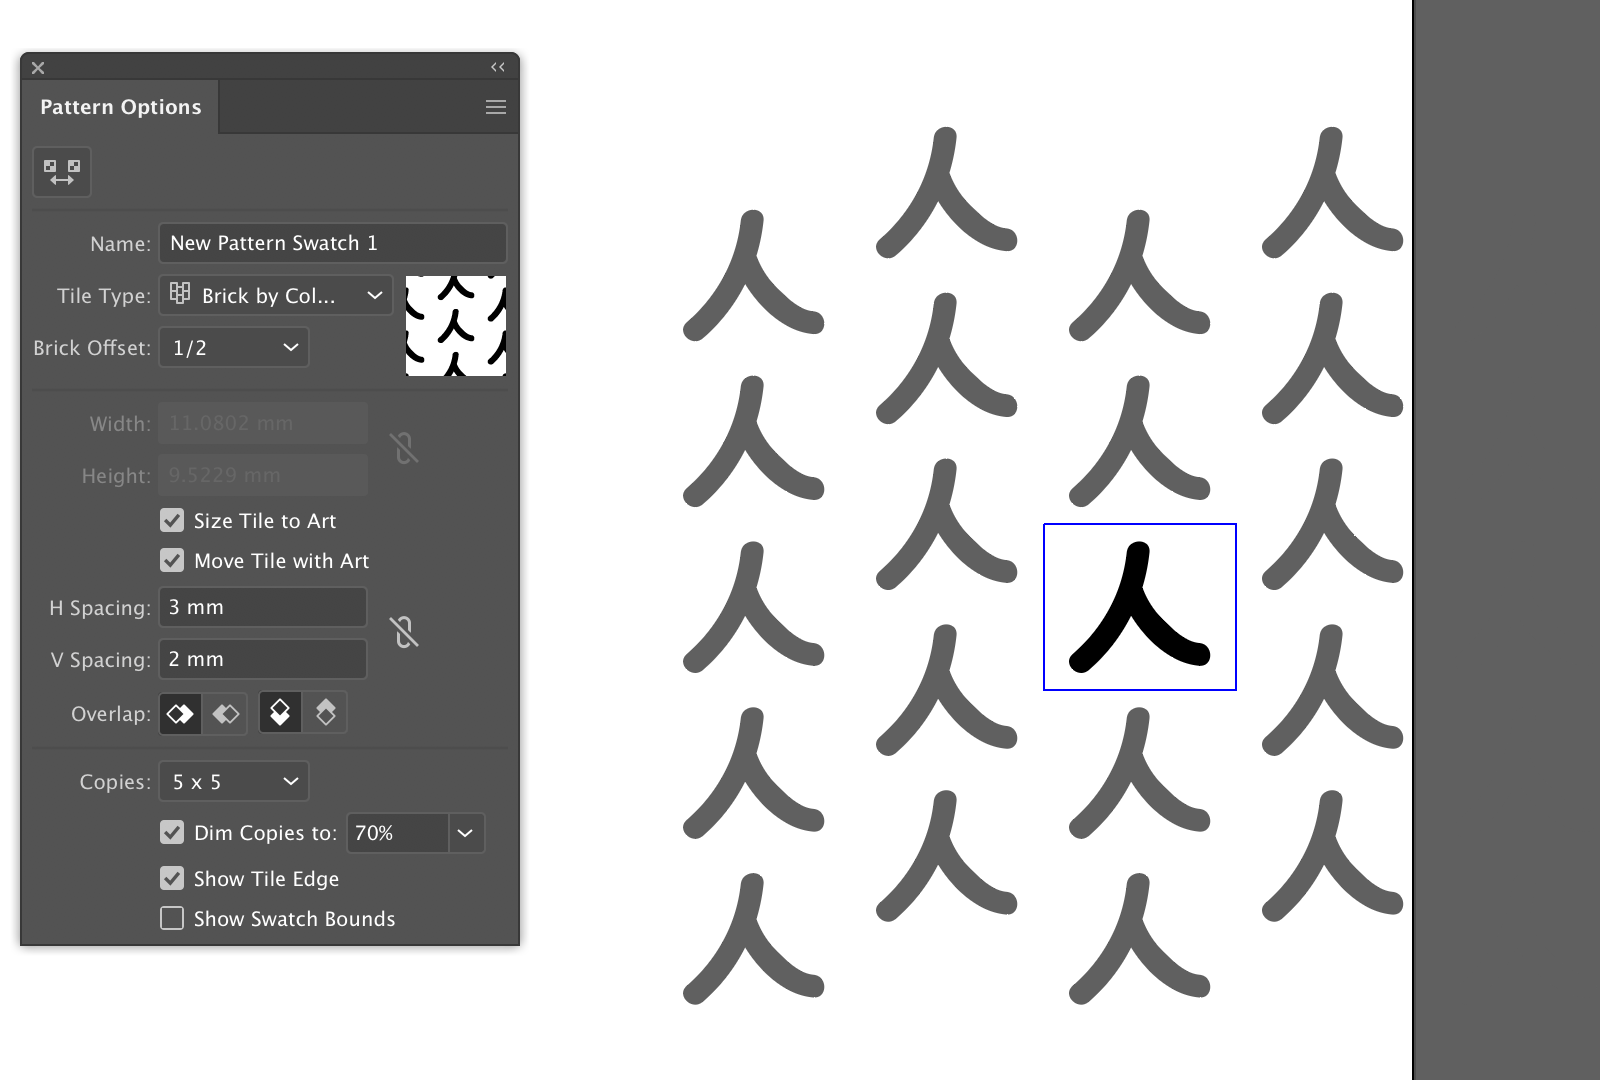 Pattern Options
Name: New Pattern Swatch 1
Tile Type: Brick by Col...
Brick Offset: 1/2
Width: 11.0802 mm
Height: 9.5229 mm
Size Tile to Art
Move Tile with Art
H Spacing: 3 mm
V Spacing: 2 mm
Overlap:
Copies: 5 x 5
Dim Copies to: 70%
Show Tile Edge
Show Swatch Bounds